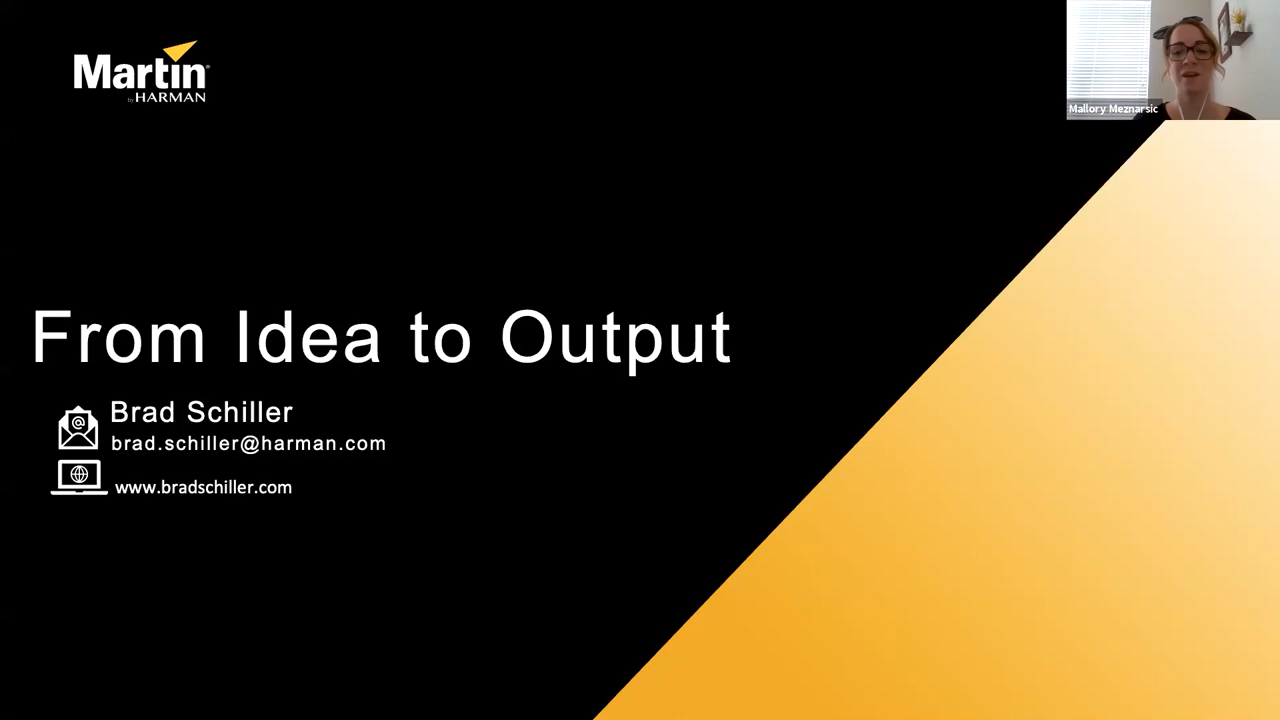 Martin
by HARMAN
Mallory Meznarsic
From Idea to Output
Brad Schiller
brad.schiller@harman.com
www.bradschiller.com